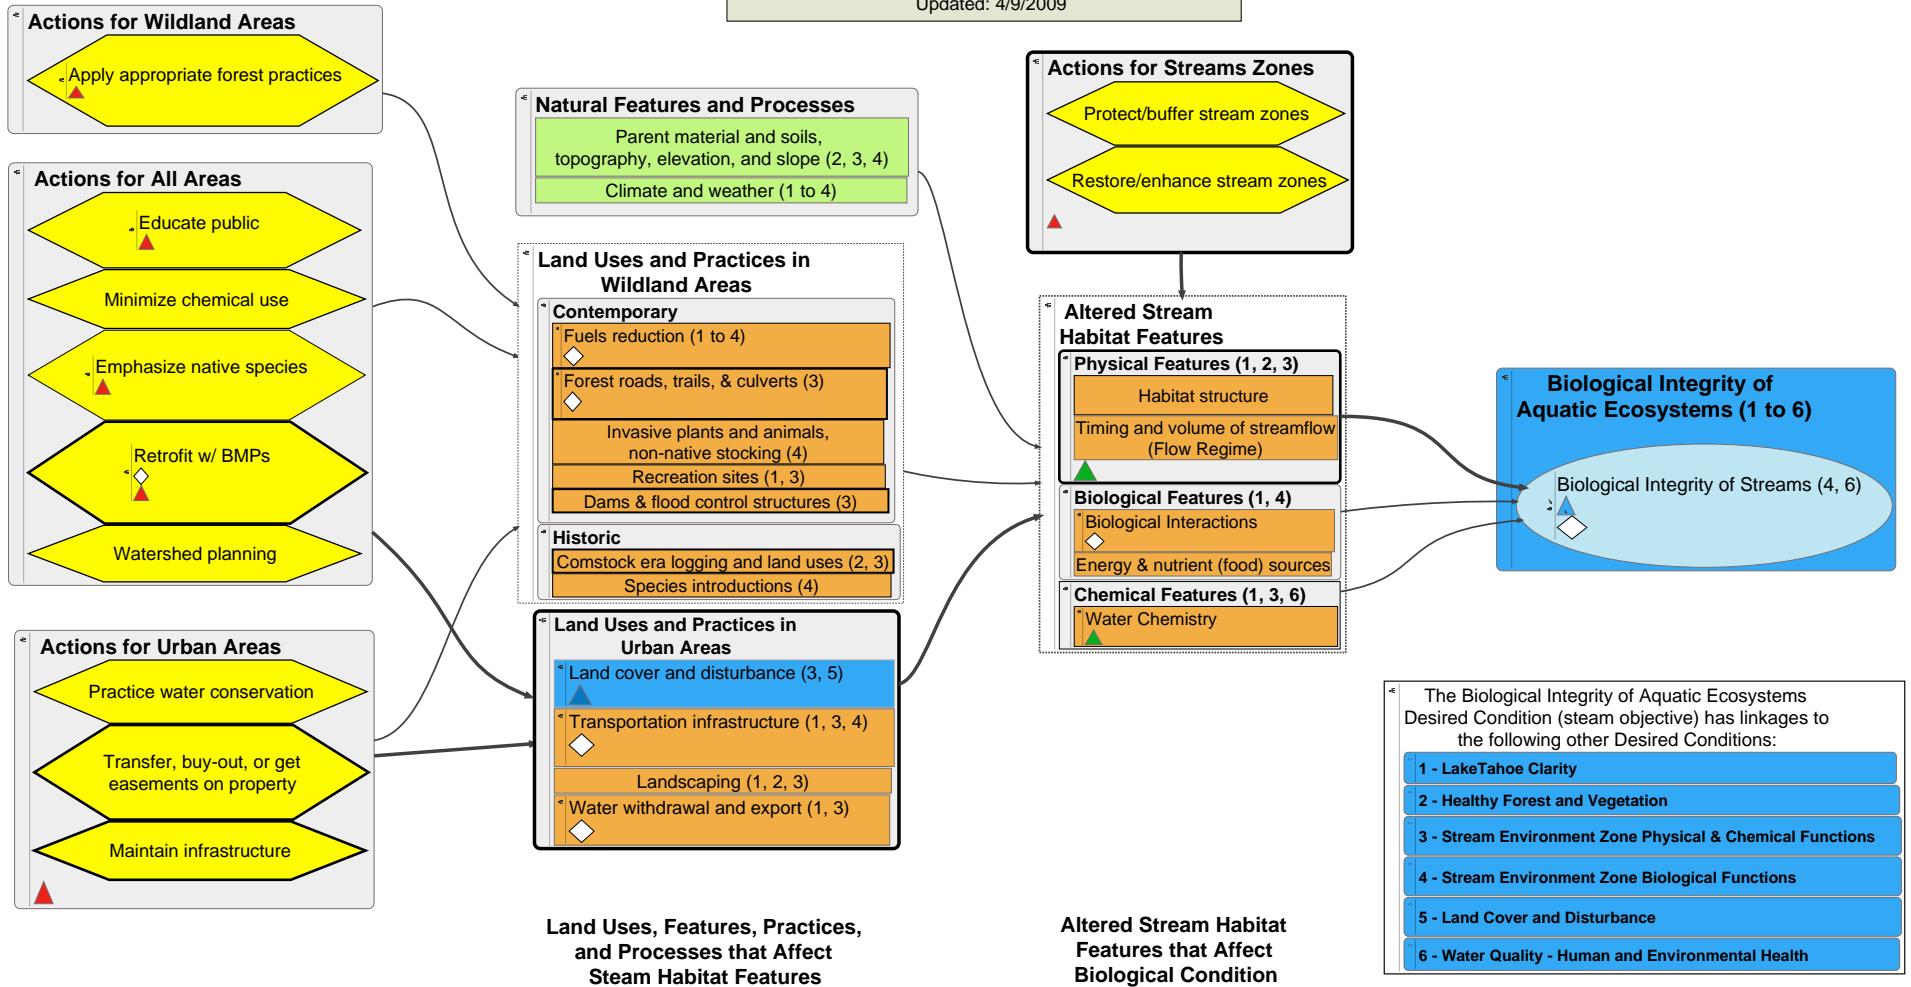 Updated: 4/9/2009
Actions for Wildland Areas
Apply appropriate forest practices
Actions for All Areas
Educate public
Minimize chemical use
Emphasize native species
Retrofit w/ BMPs
Watershed planning
Actions for Urban Areas
Practice water conservation
Transfer, buy-out, or get
easements on property
Maintain infrastructure
Natural Features and Processes
Parent material and soils,
topography, elevation, and slope (2, 3, 4)
Climate and weather (1 to 4)
Land Uses and Practices in
Wildland Areas
Contemporary
Fuels reduction (1 to 4)
Forest roads, trails, & culverts (3)
Invasive plants and animals,
non-native stocking (4)
Recreation sites (1, 3)
Dams & flood control structures (3)
Historic
Comstock era logging and land uses (2, 3)
Species introductions (4)
Land Uses and Practices in
Urban Areas
Land cover and disturbance (3, 5)
Transportation infrastructure (1, 3, 4)
Landscaping (1, 2, 3)
Water withdrawal and export (1, 3)
Land Uses, Features, Practices,
and Processes that Affect
Steam Habitat Features
Actions for Streams Zones
Protect/buffer stream zones
Restore/enhance stream zones
Altered Stream
Habitat Features
Physical Features (1, 2, 3)
Habitat structure
Timing and volume of streamflow
(Flow Regime)
Biological Features (1, 4)
Biological Interactions
Energy & nutrient (food) sources
Chemical Features (1, 3, 6)
Water Chemistry
Altered Stream Habitat
Features that Affect
Biological Condition
Biological Integrity of
Aquatic Ecosystems (1 to 6)
Biological Integrity of Streams (4, 6)
The Biological Integrity of Aquatic Ecosystems
Desired Condition (steam objective) has linkages to
the following other Desired Conditions:
1 - LakeTahoe Clarity
2 - Healthy Forest and Vegetation
3 - Stream Environment Zone Physical & Chemical Functions
4 - Stream Environment Zone Biological Functions
5 - Land Cover and Disturbance
6 - Water Quality - Human and Environmental Health